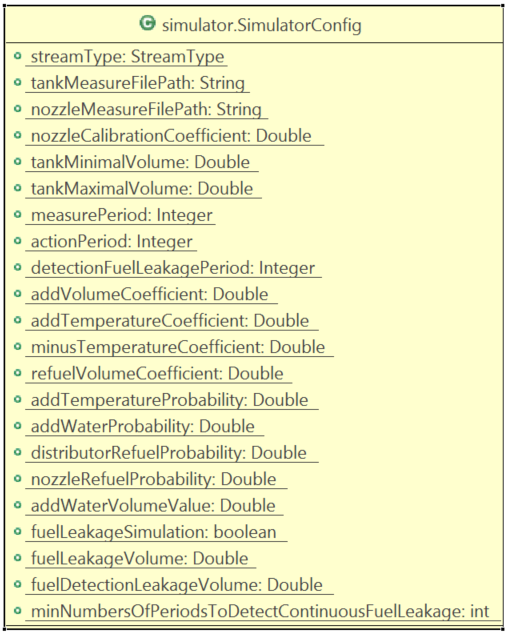 simulator.SimulatorConfig
streamType: StreamType
tankMeasureFilePath: String
nozzleMeasureFilePath: String
nozzleCalibrationCoefficient: Double
tankMinimalVolume: Double
tankMaximalVolume: Double
measurePeriod: Integer
actionPeriod: Integer
detectionFuelLeakagePeriod: Integer
addVolumeCoefficient: Double
addTemperatureCoefficient: Double
minusTemperatureCoefficient: Double
refuelVolumeCoefficient: Double
addTemperatureProbability: Double
addWaterProbability: Double
distributorRefuelProbability: Double
nozzleRefuelProbability: Double
addWaterVolumeValue: Double
fuelLeakageSimulation: boolean
fuelLeakageVolume: Double
fuelDetectionLeakageVolume: Double
minNumbersOfPeriodsToDetectContinuousFuelLeakage: int